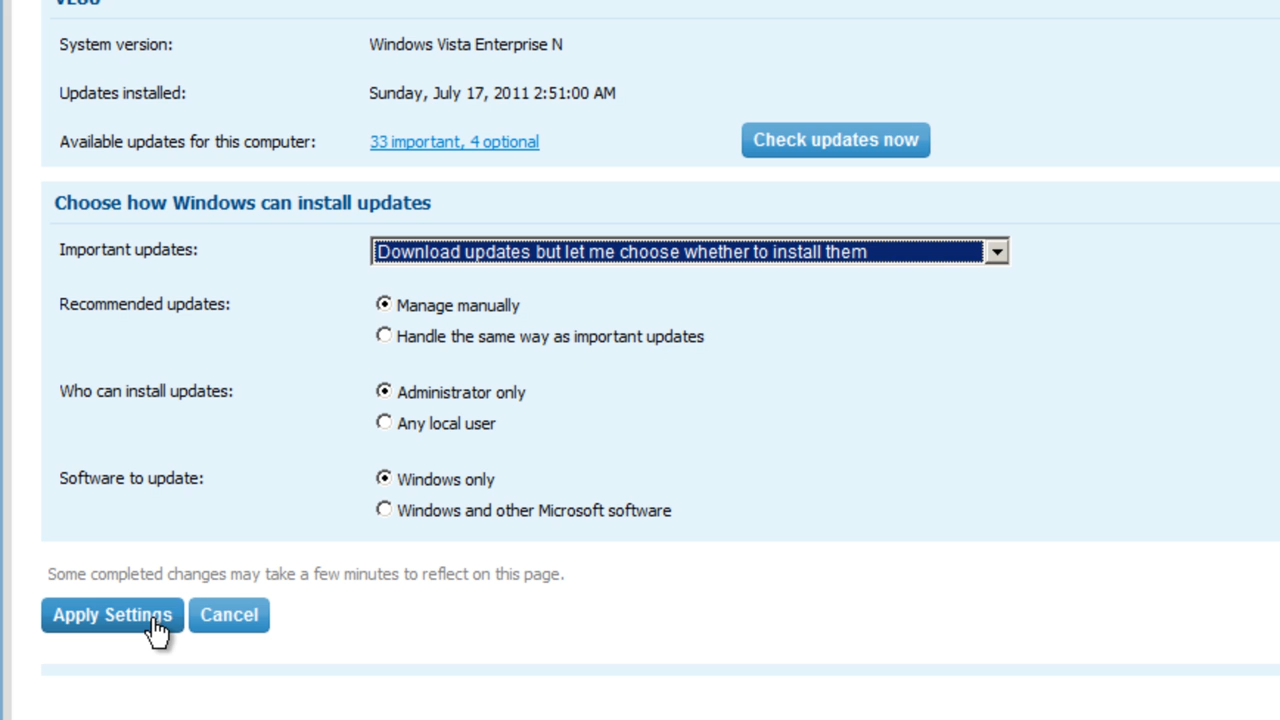 System version: Windows Vista Enterprise N
Updates installed: Sunday, July 17, 2011 2:51:00 AM
Available updates for this computer: 33 important, 4 optional Check updates now
Choose how Windows can install updates
Important updates: Download updates but let me choose whether to install them
Recommended updates: Manage manually
Handle the same way as important updates
Who can install updates: Administrator only
Any local user
Software to update: Windows only
Windows and other Microsoft software
Some completed changes may take a few minutes to reflect on this page.
Apply Settings Cancel